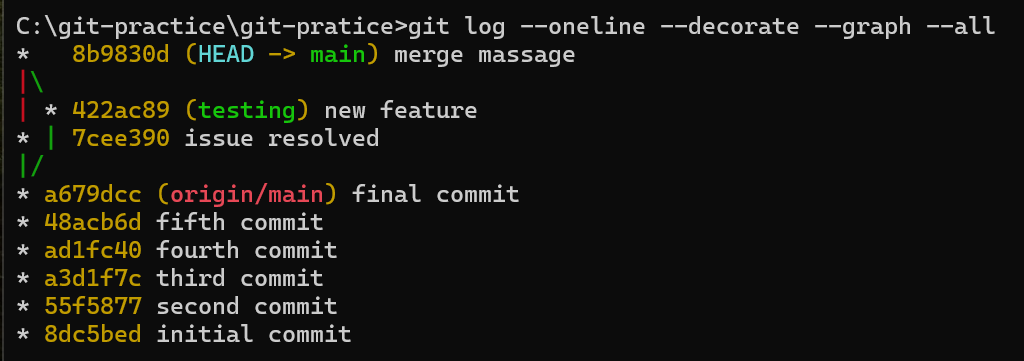 C:\git-practice\git-pratice>git log --oneline --decorate --graph --all
*   8b9830d (HEAD -> main) merge massage
|\
| * 422ac89 (testing) new feature
* | 7cee390 issue resolved
|/
* a679dcc (origin/main) final commit
* 48acb6d fifth commit
* ad1fc40 fourth commit
* a3d1f7c third commit
* 55f5877 second commit
* 8dc5bed initial commit